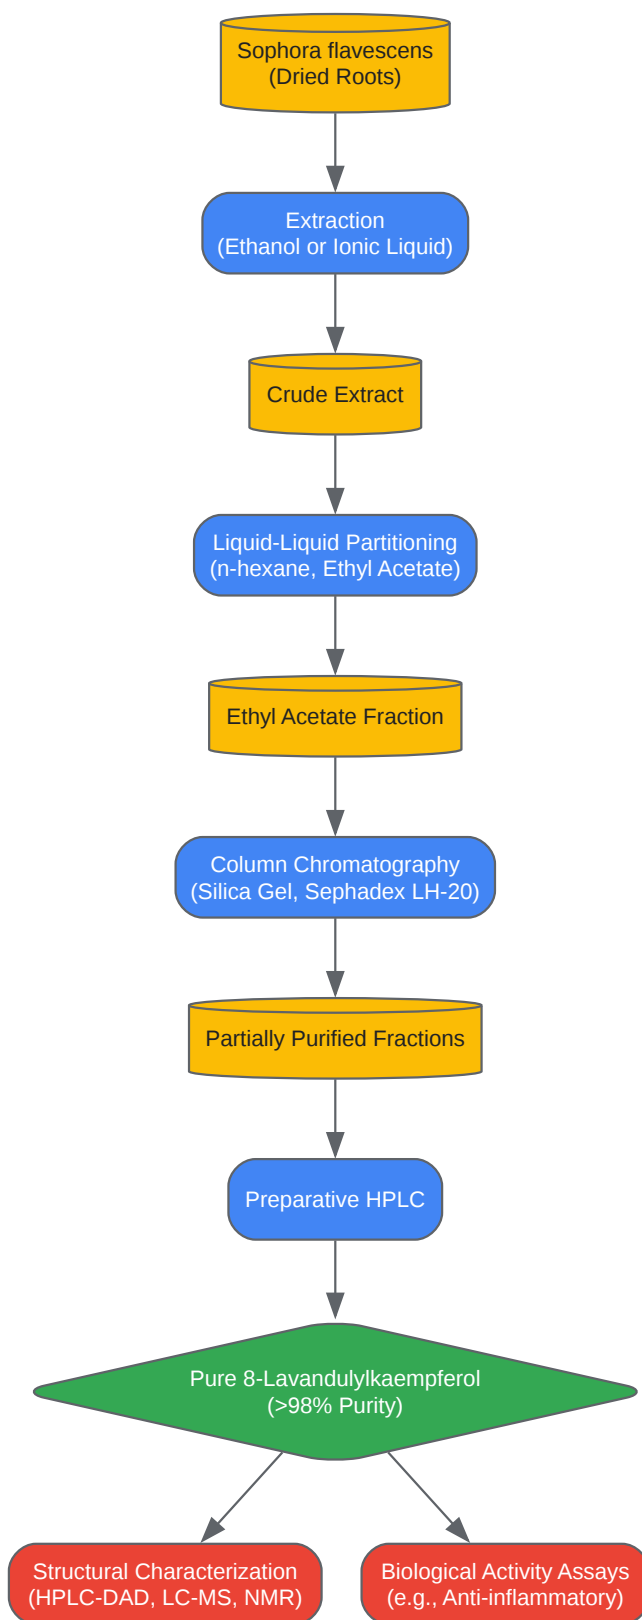 Sophora flavescens
(Dried Roots)
Extraction
(Ethanol or Ionic Liquid)
Crude Extract
Liquid-Liquid Partitioning
(n-hexane, Ethyl Acetate)
Ethyl Acetate Fraction
Column Chromatography
(Silica Gel, Sephadex LH-20)
Partially Purified Fractions
Preparative HPLC
Pure 8-Lavandulylkaempferol
(>98% Purity)
Structural Characterization
(HPLC-DAD, LC-MS, NMR)
Biological Activity Assays
(e.g., Anti-inflammatory)